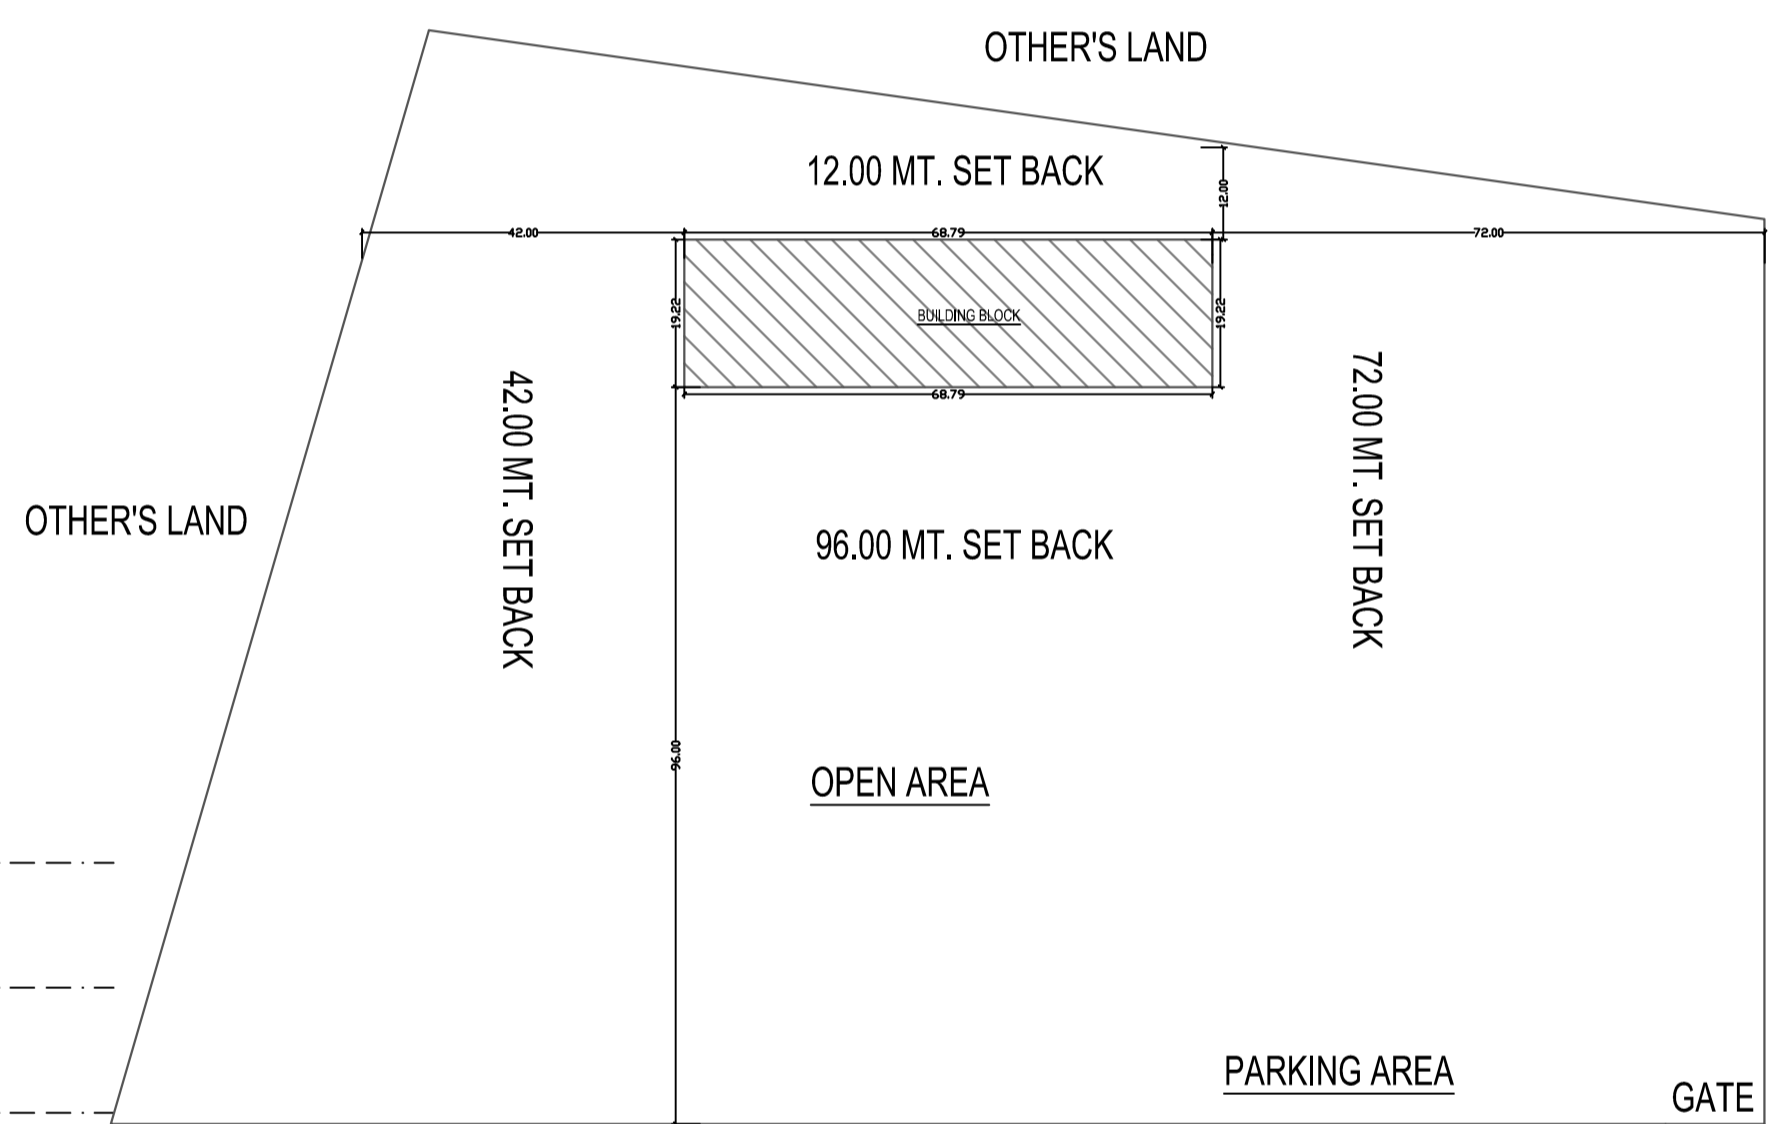 OTHER'S LAND
12.00 MT. SET BACK
12.00
42.00
68.79
72.00
19.22
BUILDING BLOCK
19.22
68.79
42.00 MT. SET BACK
72.00 MT. SET BACK
OTHER'S LAND
96.00 MT. SET BACK
96.00
OPEN AREA
PARKING AREA
GATE